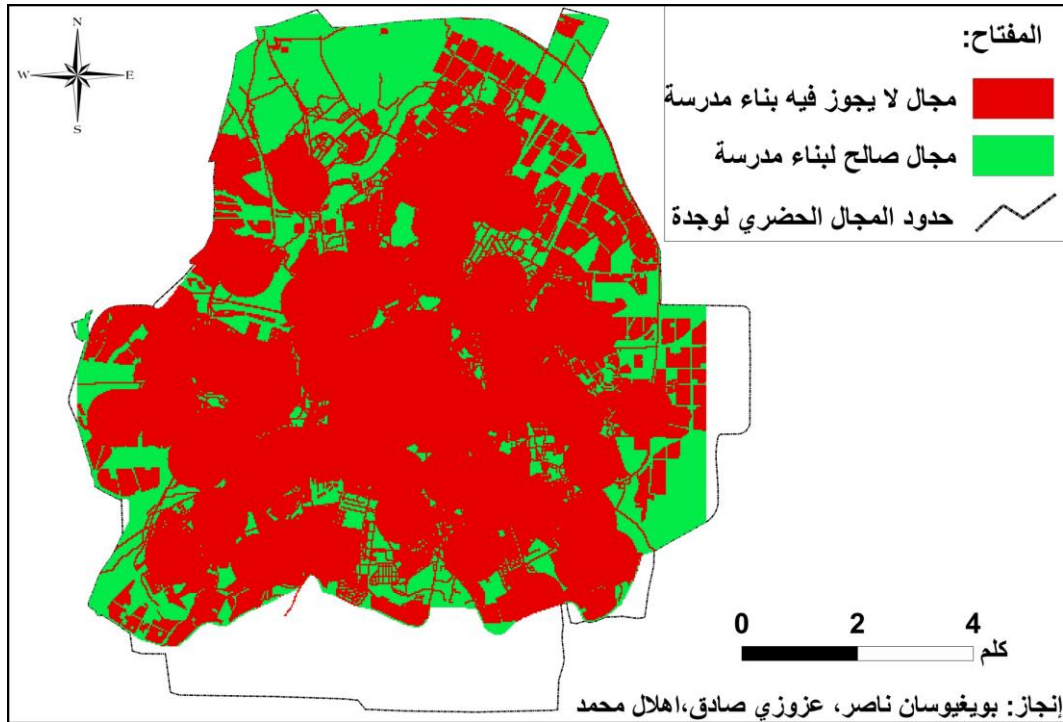 N
W E
S
المفتاح:
مجال لا يجوز فيه بناء مدرسة
مجال صالح لبناء مدرسة
حدود المجال الحضري لوجدة
0 2 4
كلم
إنجاز: بويغيوسان ناصر، عزوزي صادق،اهلال محمد